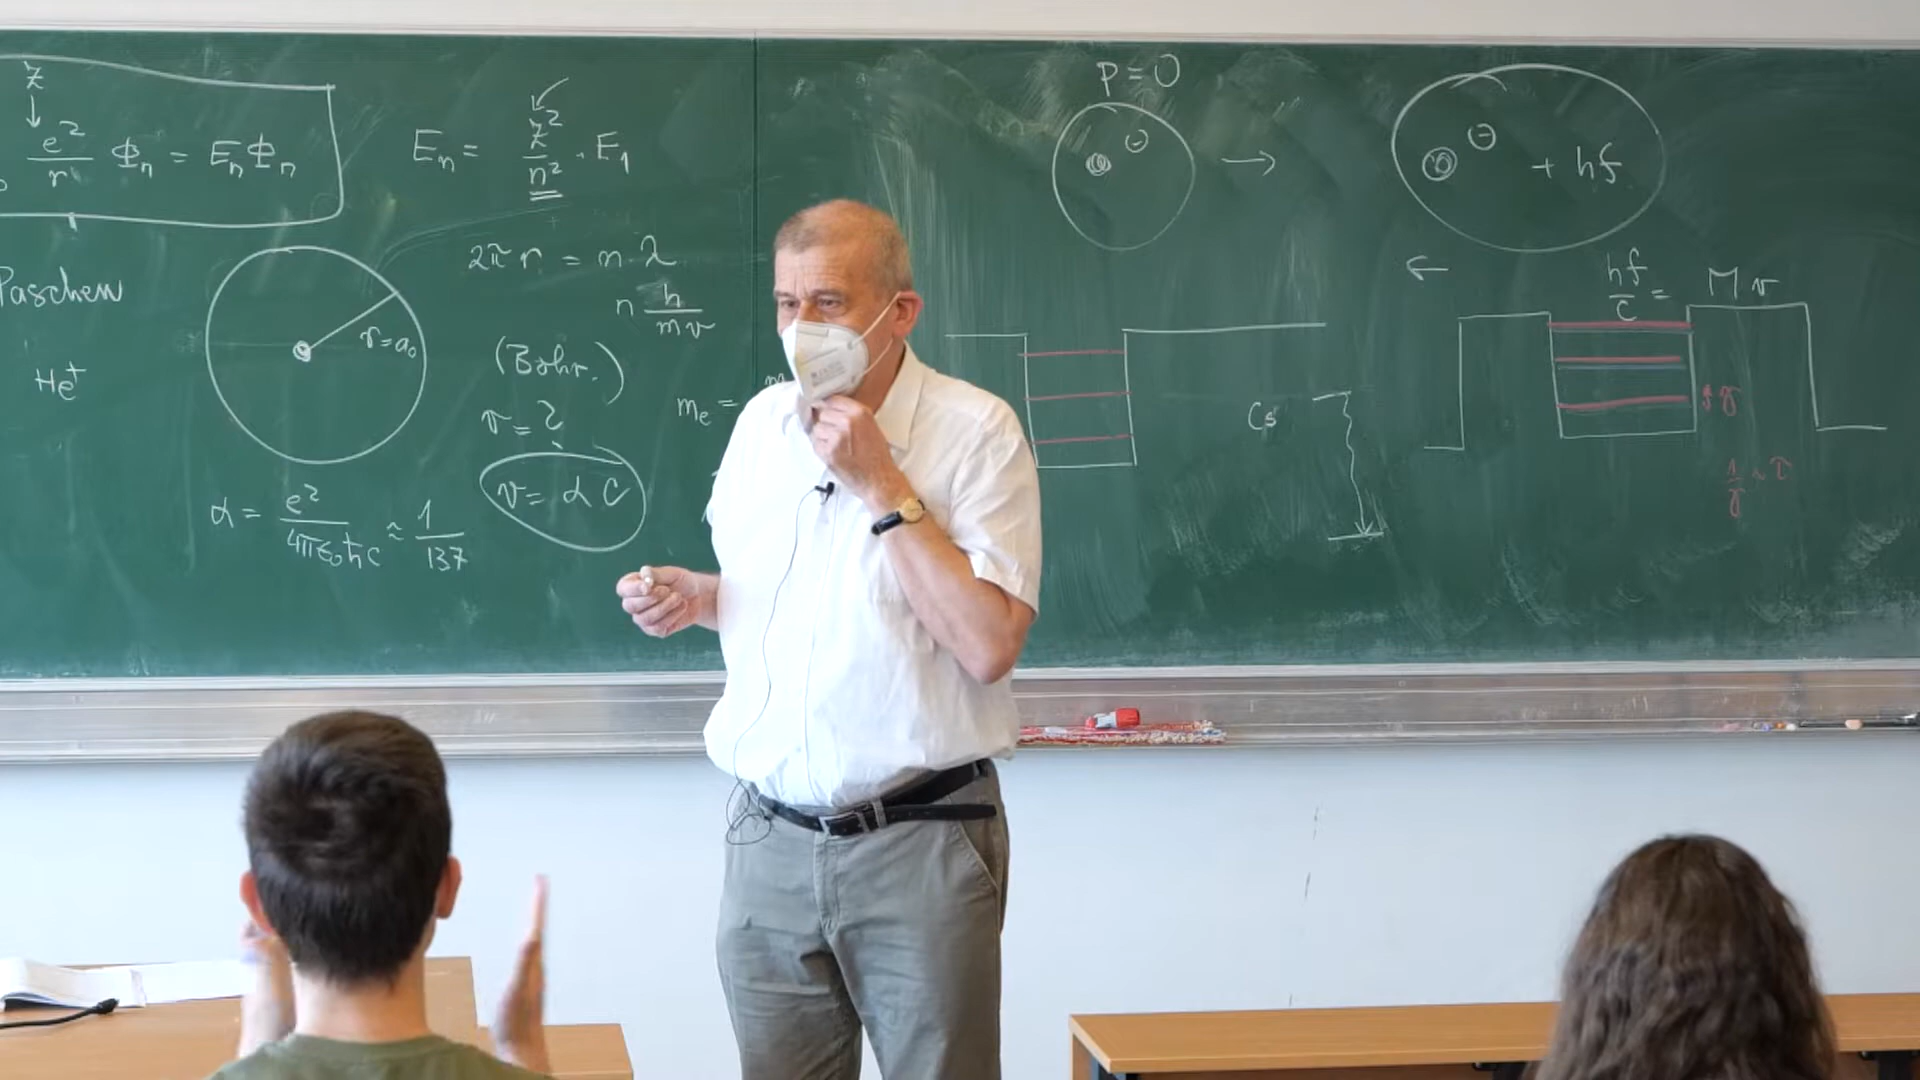 z
↓
e²/r Φₙ = EₙΦₙ
Eₙ = z²/n² · E₁
Paschen
He⁺
r=a₀
2πr = n·λ
n h/mv
(Bohr.)
v = ?
v = αc
α = e²/4πε₀ħc ≈ 1/137
mₑ =
p = 0
→
⊖
⊖ + hf
←
hf/c = Mv
Cs
γ
1/γ ~ τ